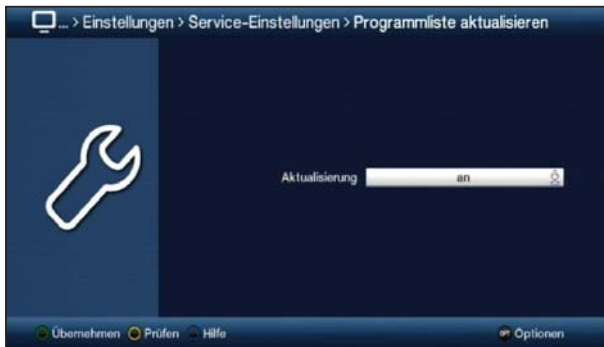 ... > Einstellungen > Service-Einstellungen > Programmliste aktualisieren
Aktualisierung an
Übernehmen Prüfen Hilfe Optionen